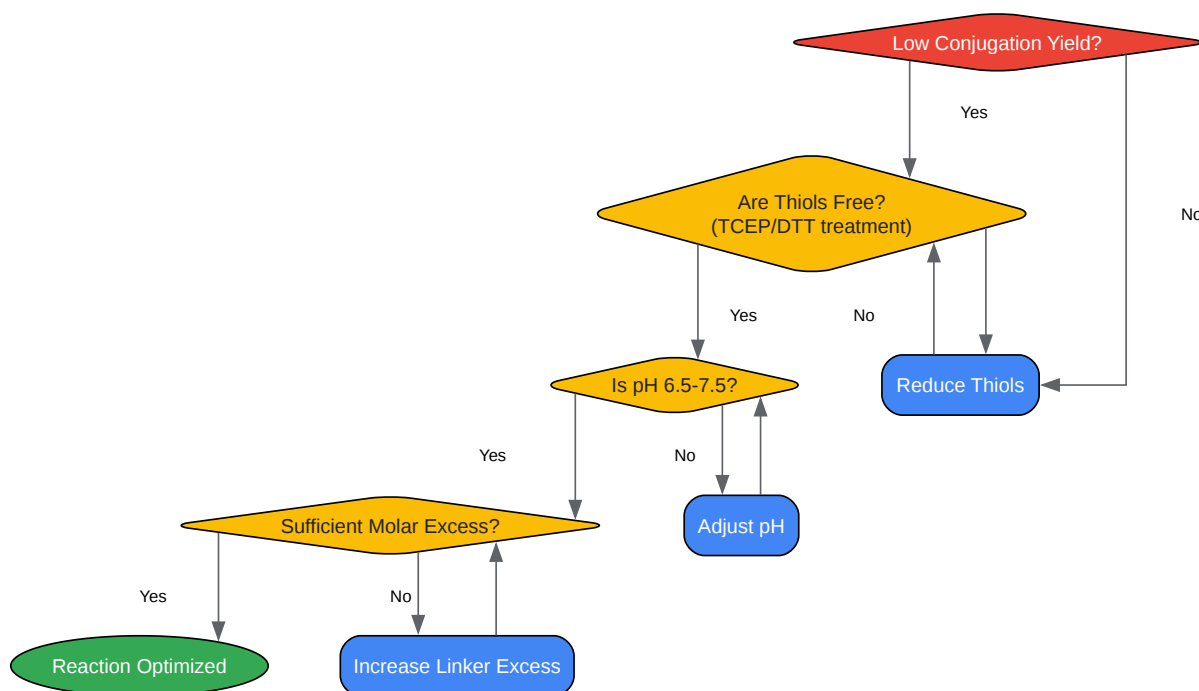 Low Conjugation Yield?
Yes
Are Thiols Free?
(TCEP/DTT treatment)
No
Yes
No
Is pH 6.5-7.5?
Reduce Thiols
Yes
No
Sufficient Molar Excess?
Adjust pH
Yes
No
Reaction Optimized
Increase Linker Excess